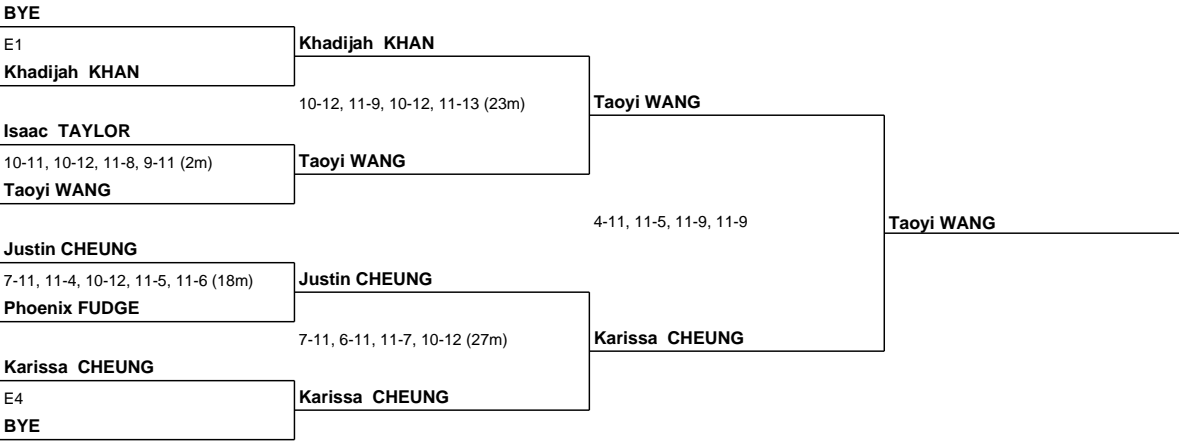 BYE
E1
Khadijah KHAN
Khadijah KHAN
10-12, 11-9, 10-12, 11-13 (23m)
Taoyi WANG
Isaac TAYLOR
10-11, 10-12, 11-8, 9-11 (2m)
Taoyi WANG
Taoyi WANG
4-11, 11-5, 11-9, 11-9
Taoyi WANG
Justin CHEUNG
7-11, 11-4, 10-12, 11-5, 11-6 (18m)
Justin CHEUNG
Phoenix FUDGE
7-11, 6-11, 11-7, 10-12 (27m)
Karissa CHEUNG
Karissa CHEUNG
E4
Karissa CHEUNG
BYE